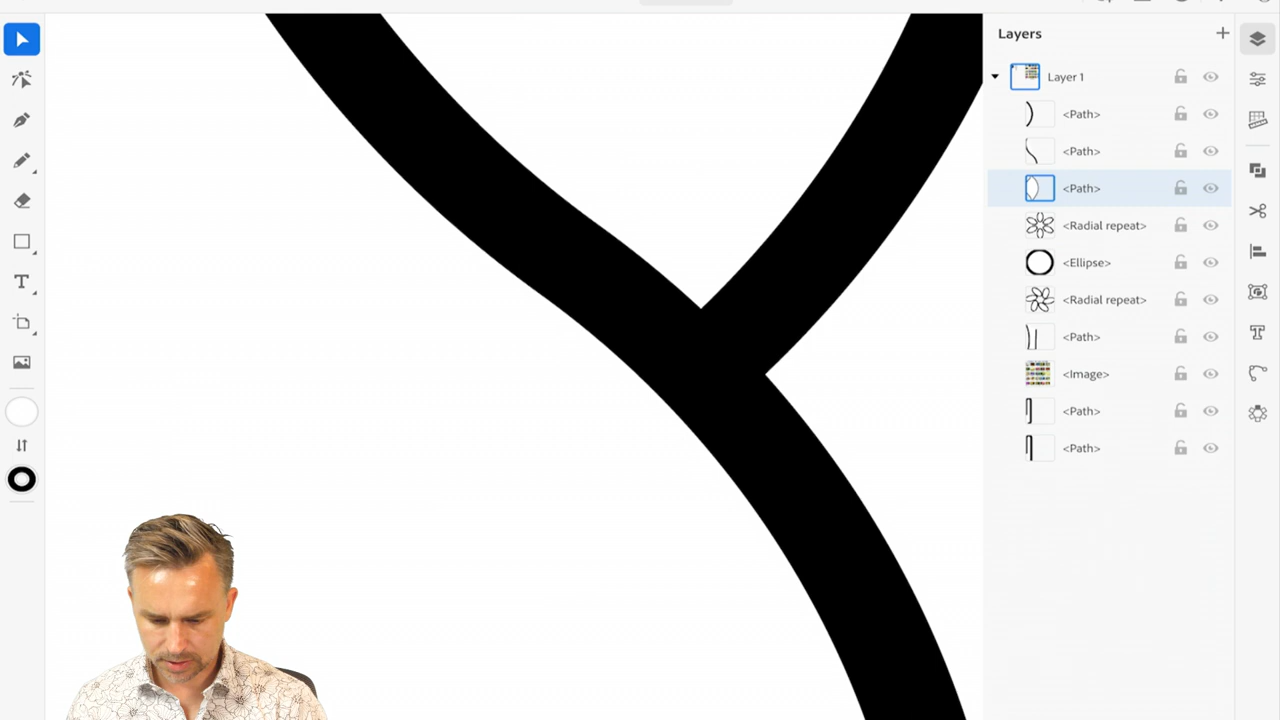 Layers
Layer 1
<Path>
<Path>
<Path>
<Radial repeat>
<Ellipse>
<Radial repeat>
<Path>
<Image>
<Path>
<Path>